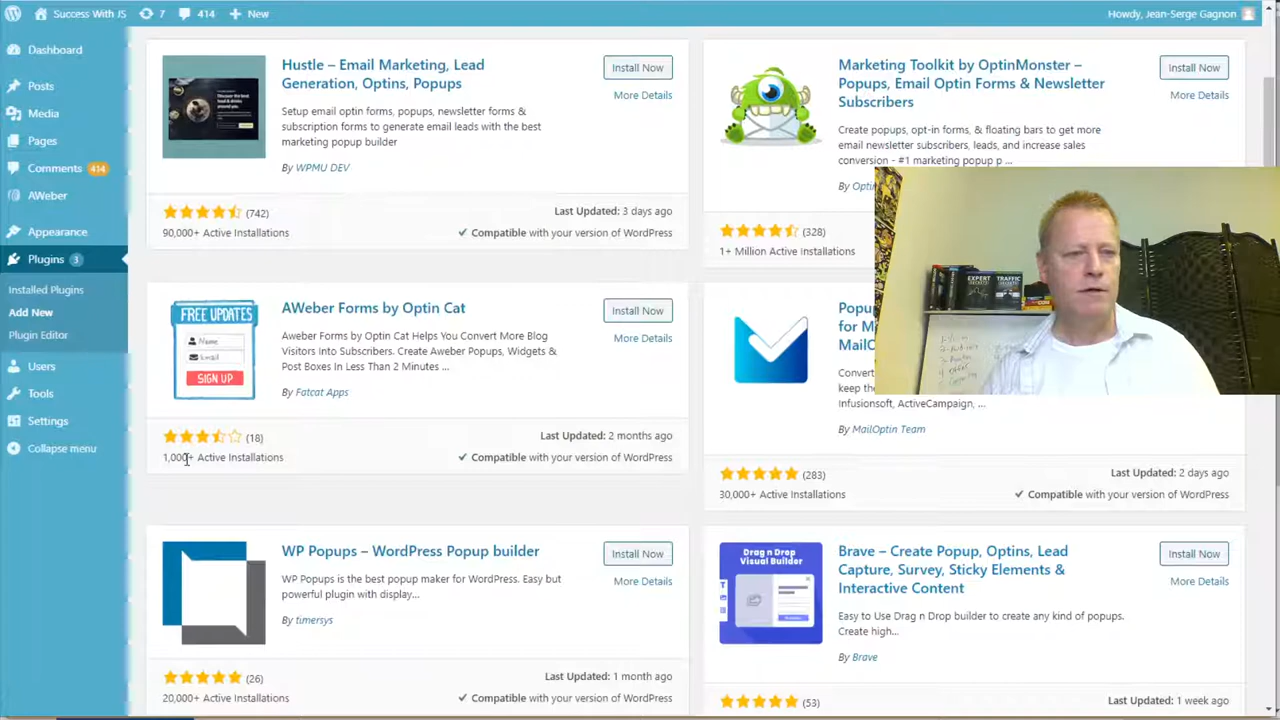 Success With JS
7
414
New
Howdy, Jean-Serge Gagnon
Dashboard
Posts
Media
Pages
Comments 414
AWeber
Appearance
Plugins 3
Installed Plugins
Add New
Plugin Editor
Users
Tools
Settings
Collapse menu
Hustle – Email Marketing, Lead
Generation, Optins, Popups
Install Now
More Details
Setup email optin forms, popups, newsletter forms &
subscription forms to generate email leads with the best
marketing popup builder
By WPMU DEV
(742)
Last Updated: 3 days ago
90,000+ Active Installations
Compatible with your version of WordPress
Marketing Toolkit by OptinMonster –
Popups, Email Optin Forms & Newsletter
Subscribers
Install Now
More Details
Create popups, opt-in forms, & floating bars to get more
email newsletter subscribers, leads, and increase sales
conversion - #1 marketing popup p ...
By
(328)
1+ Million Active Installations
EXPERT
SECRETS
TRAFFIC
SECRETS
FREE UPDATES
Name
Email
SIGN UP
AWeber Forms by Optin Cat
Install Now
More Details
Aweber Forms by Optin Cat Helps You Convert More Blog
Visitors Into Subscribers. Create Aweber Popups, Widgets &
Post Boxes In Less Than 2 Minutes ...
By Fatcat Apps
(18)
Last Updated: 2 months ago
1,000+ Active Installations
Compatible with your version of WordPress
for
keep the
Infusionsoft, ActiveCampaign, ...
By MailOptin Team
(283)
Last Updated: 2 days ago
30,000+ Active Installations
Compatible with your version of WordPress
WP Popups – WordPress Popup builder
Install Now
More Details
WP Popups is the best popup maker for WordPress. Easy but
powerful plugin with display...
By timersys
(26)
Last Updated: 1 month ago
20,000+ Active Installations
Compatible with your version of WordPress
Drag n Drop
Visual Builder
Brave – Create Popup, Optins, Lead
Capture, Survey, Sticky Elements &
Interactive Content
Install Now
More Details
Easy to Use Drag n Drop builder to create any kind of popups.
Create high...
By Brave
(53)
Last Updated: 1 week ago